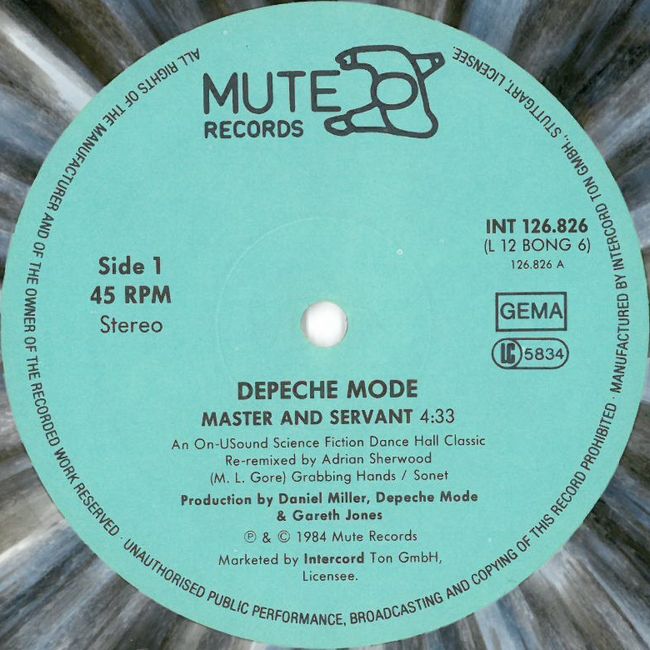 MUTE
RECORDS
INT 126.826
(L 12 BONG 6)
126.826 A
Side 1
45 RPM
Stereo
GEMA
LC 5834
DEPECHE MODE
MASTER AND SERVANT 4:33
An On-USound Science Fiction Dance Hall Classic
Re-remixed by Adrian Sherwood
(M. L. Gore) Grabbing Hands / Sonet
Production by Daniel Miller, Depeche Mode
& Gareth Jones
℗ & © 1984 Mute Records
Marketed by Intercord Ton GmbH,
Licensee.
ALL RIGHTS OF THE MANUFACTURER AND OF THE OWNER OF THE RECORDED WORK RESERVED · UNAUTHORISED PUBLIC PERFORMANCE, BROADCASTING AND COPYING OF THIS RECORD PROHIBITED · MANUFACTURED BY INTERCORD TON GMBH., STUTTGART, LICENSEE.